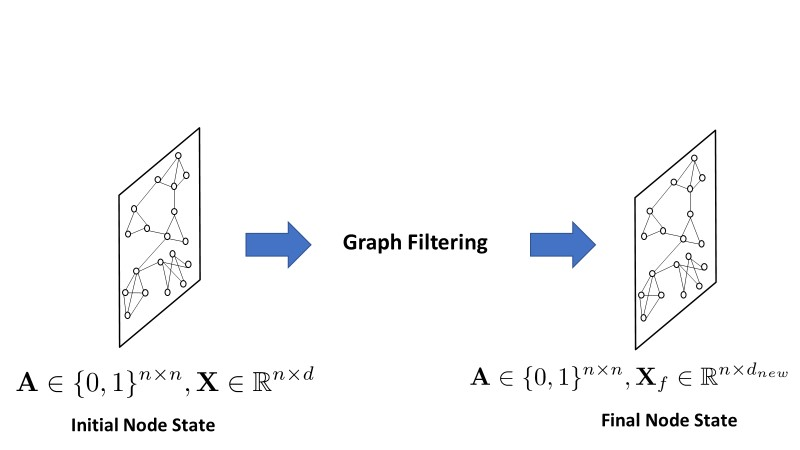 Graph Filtering
𝐀 ∈ {0, 1}^{n×n}, 𝐗 ∈ ℝ^{n×d}
𝐀 ∈ {0, 1}^{n×n}, 𝐗_f ∈ ℝ^{n×d_{new}}
Initial Node State
Final Node State